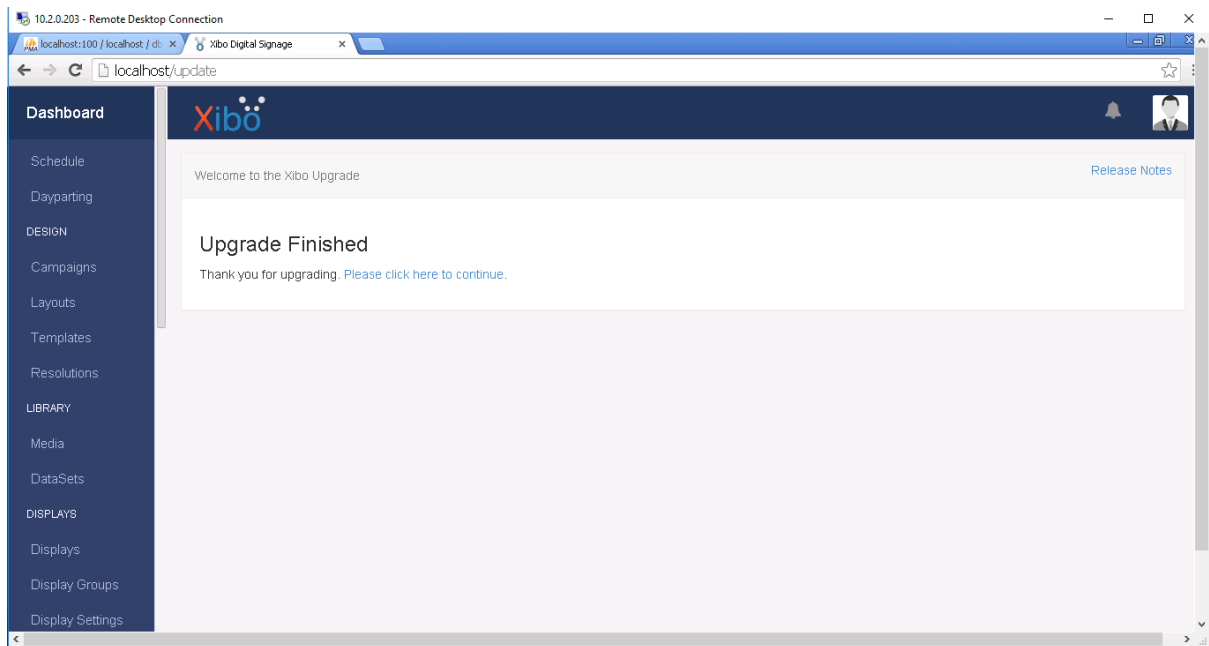 10.2.0.203 - Remote Desktop Connection
localhost:100 / localhost / db
Xibo Digital Signage
localhost/update
Dashboard
Xibo
Schedule
Welcome to the Xibo Upgrade
Release Notes
Dayparting
DESIGN
Upgrade Finished
Campaigns
Thank you for upgrading. Please click here to continue.
Layouts
Templates
Resolutions
LIBRARY
Media
DataSets
DISPLAYS
Displays
Display Groups
Display Settings